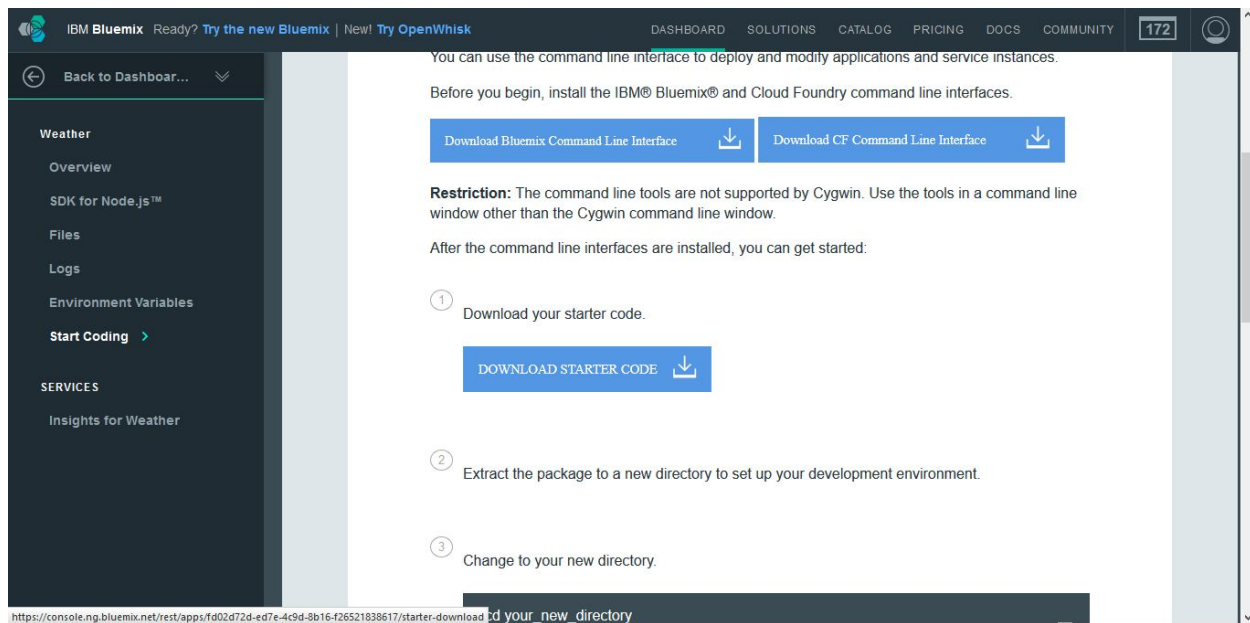 IBM Bluemix Ready? Try the new Bluemix | New! Try OpenWhisk
DASHBOARD SOLUTIONS CATALOG PRICING DOCS COMMUNITY 172
Back to Dashboar...
Weather
Overview
SDK for Node.js™
Files
Logs
Environment Variables
Start Coding >
SERVICES
Insights for Weather
You can use the command line interface to deploy and modify applications and service instances.
Before you begin, install the IBM® Bluemix® and Cloud Foundry command line interfaces.
Download Bluemix Command Line Interface
Download CF Command Line Interface
Restriction: The command line tools are not supported by Cygwin. Use the tools in a command line
window other than the Cygwin command line window.
After the command line interfaces are installed, you can get started:
1
Download your starter code.
DOWNLOAD STARTER CODE
2
Extract the package to a new directory to set up your development environment.
3
Change to your new directory.
cd your_new_directory
https://console.ng.bluemix.net/rest/apps/fd02d72d-ed7e-4c9d-8b16-f26521838617/starter-download